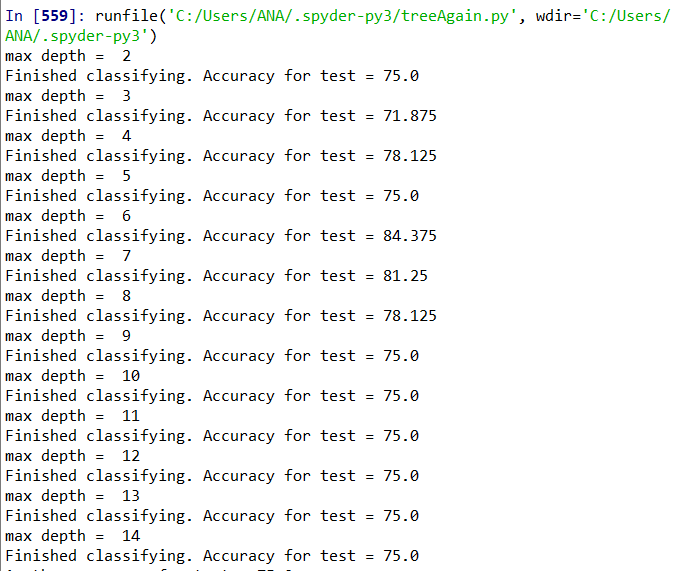 In [559]: runfile('C:/Users/ANA/.spyder-py3/treeAgain.py', wdir='C:/Users/
ANA/.spyder-py3')
max depth =  2
Finished classifying. Accuracy for test = 75.0
max depth =  3
Finished classifying. Accuracy for test = 71.875
max depth =  4
Finished classifying. Accuracy for test = 78.125
max depth =  5
Finished classifying. Accuracy for test = 75.0
max depth =  6
Finished classifying. Accuracy for test = 84.375
max depth =  7
Finished classifying. Accuracy for test = 81.25
max depth =  8
Finished classifying. Accuracy for test = 78.125
max depth =  9
Finished classifying. Accuracy for test = 75.0
max depth =  10
Finished classifying. Accuracy for test = 75.0
max depth =  11
Finished classifying. Accuracy for test = 75.0
max depth =  12
Finished classifying. Accuracy for test = 75.0
max depth =  13
Finished classifying. Accuracy for test = 75.0
max depth =  14
Finished classifying. Accuracy for test = 75.0